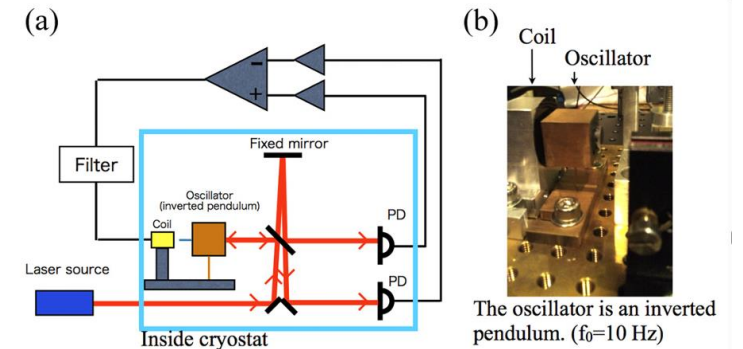 (a)
Filter
Fixed mirror
Oscillator
(inverted pendulum)
Coil
PD
PD
Laser source
Inside cryostat
(b)
Coil
Oscillator
The oscillator is an inverted
pendulum. (f₀=10 Hz)